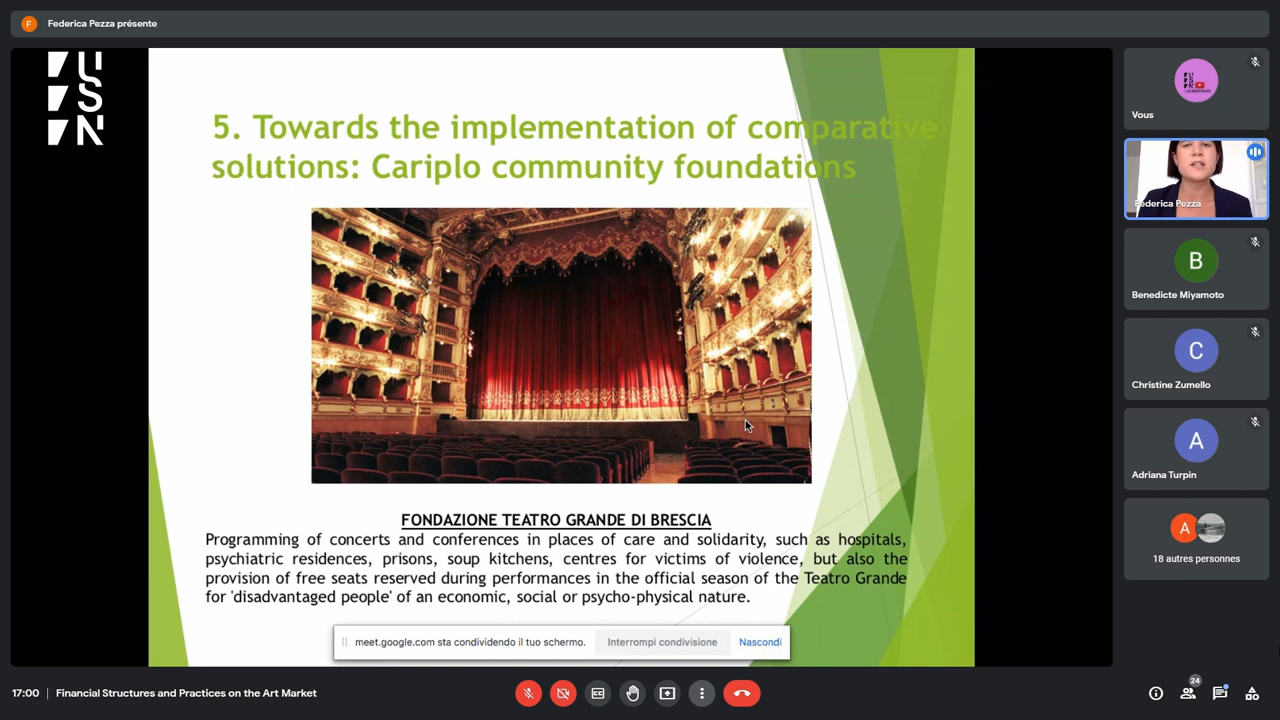 F Federica Pezza présente
USN
5. Towards the implementation of comparative
solutions: Cariplo community foundations
FONDAZIONE TEATRO GRANDE DI BRESCIA
Programming of concerts and conferences in places of care and solidarity, such as hospitals,
psychiatric residences, prisons, soup kitchens, centres for victims of violence, but also the
provision of free seats reserved during performances in the official season of the Teatro Grande
for 'disadvantaged people' of an economic, social or psycho-physical nature.
meet.google.com sta condividendo il tuo schermo. Interrompi condivisione Nascondi
Vous
Federica Pezza
B
Benedicte Miyamoto
C
Christine Zumello
A
Adriana Turpin
A
18 autres personnes
17:00 | Financial Structures and Practices on the Art Market
CC
24